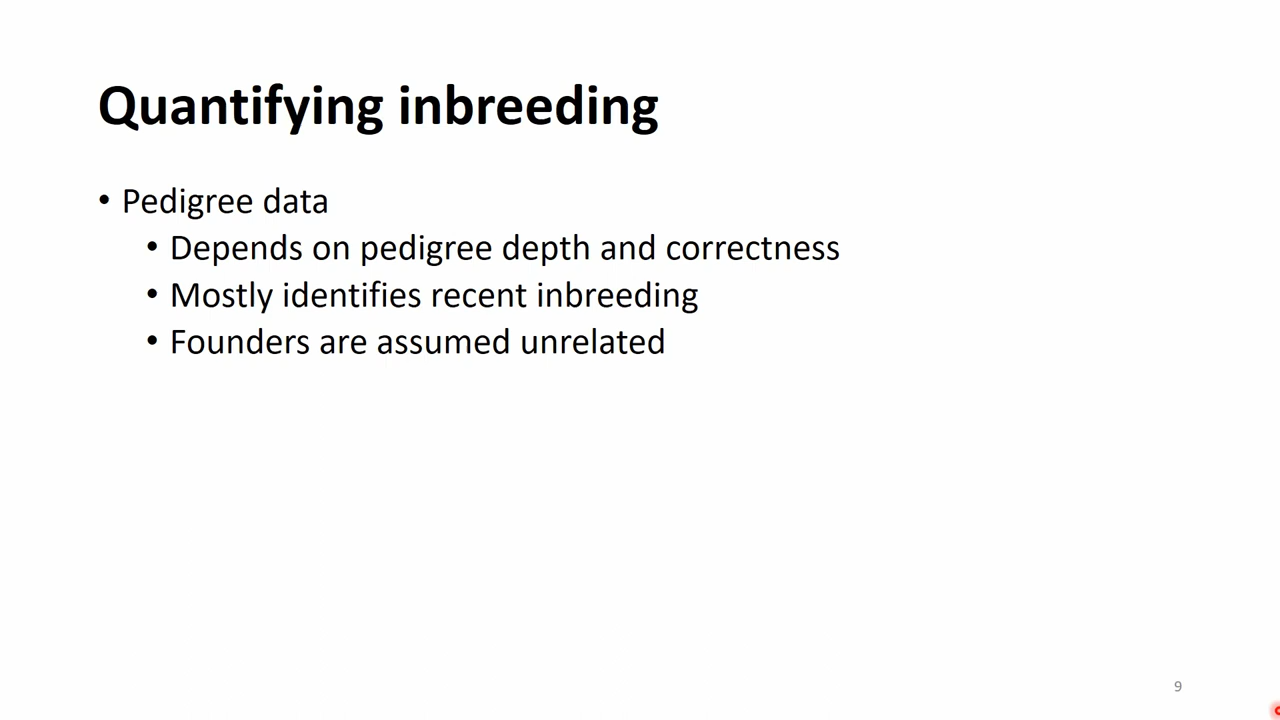 Quantifying inbreeding
• Pedigree data
• Depends on pedigree depth and correctness
• Mostly identifies recent inbreeding
• Founders are assumed unrelated
9